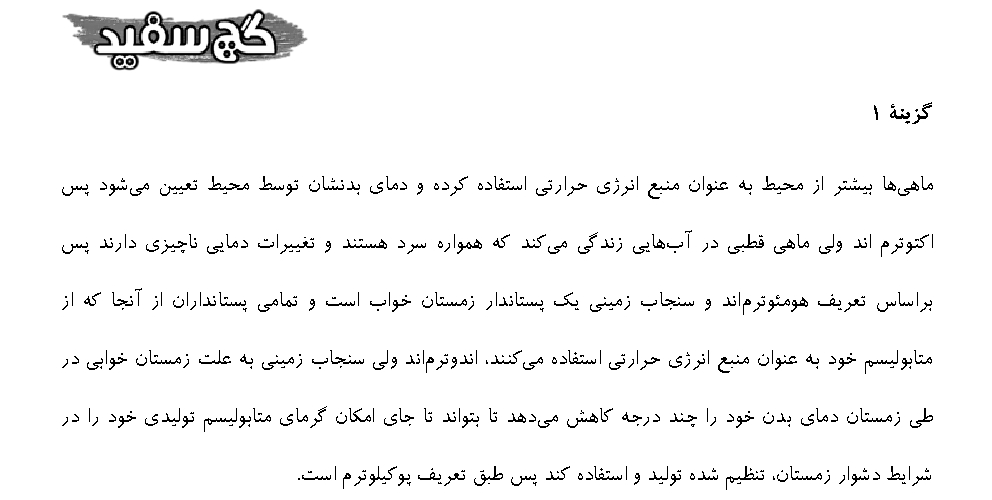 گچ سفید
گزینهٔ ۱
ماهی‌ها بیشتر از محیط به عنوان منبع انرژی حرارتی استفاده کرده و دمای بدنشان توسط محیط تعیین می‌شود پس
اکتوترم اند ولی ماهی قطبی در آب‌هایی زندگی می‌کند که همواره سرد هستند و تغییرات دمایی ناچیزی دارند پس
براساس تعریف هومئوترم‌اند و سنجاب زمینی یک پستاندار زمستان خواب است و تمامی پستانداران از آنجا که از
متابولیسم خود به عنوان منبع انرژی حرارتی استفاده می‌کنند، اندوترم‌اند ولی سنجاب زمینی به علت زمستان خوابی در
طی زمستان دمای بدن خود را چند درجه کاهش می‌دهد تا بتواند تا جای امکان گرمای متابولیسم تولیدی خود را در
شرایط دشوار زمستان، تنظیم شده تولید و استفاده کند پس طبق تعریف پوکیلوترم است.